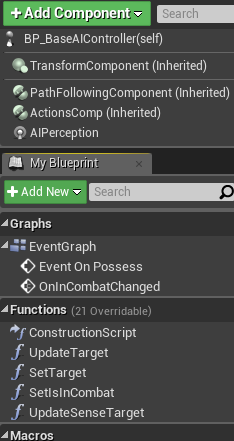 + Add Component Search
BP_BaseAIController(self)
TransformComponent (Inherited)
PathFollowingComponent (Inherited)
ActionsComp (Inherited)
AIPerception
My Blueprint
+ Add New Search
Graphs
EventGraph
Event On Possess
OnInCombatChanged
Functions (21 Overridable)
ConstructionScript
UpdateTarget
SetTarget
SetIsInCombat
UpdateSenseTarget
Macros